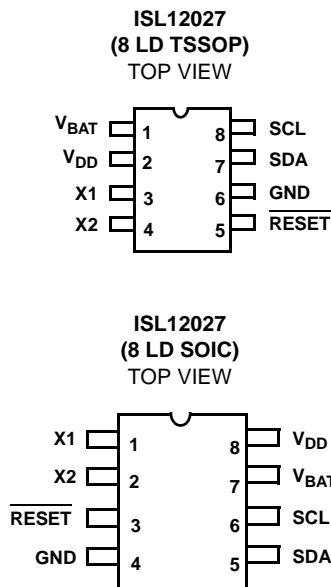 ISL12027
(8 LD TSSOP)
TOP VIEW
VBAT 1 8 SCL
VDD 2 7 SDA
X1 3 6 GND
X2 4 5 RESET
ISL12027
(8 LD SOIC)
TOP VIEW
X1 1 8 VDD
X2 2 7 VBAT
RESET 3 6 SCL
GND 4 5 SDA